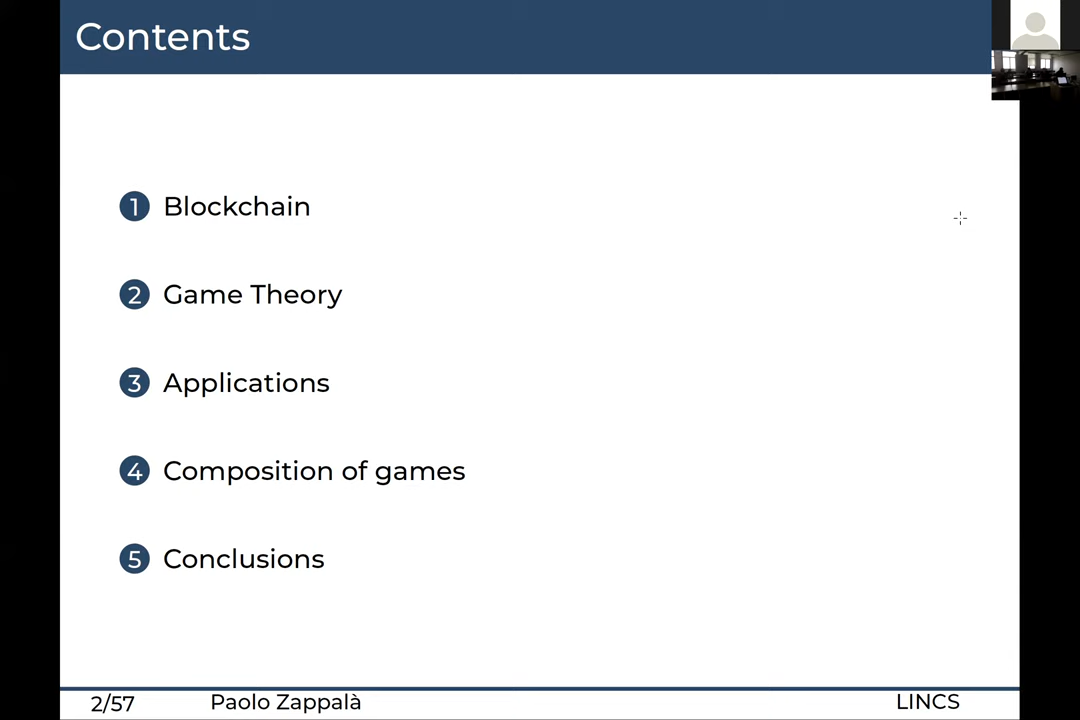 Contents
1 Blockchain
2 Game Theory
3 Applications
4 Composition of games
5 Conclusions
2/57 Paolo Zappalà LINCS